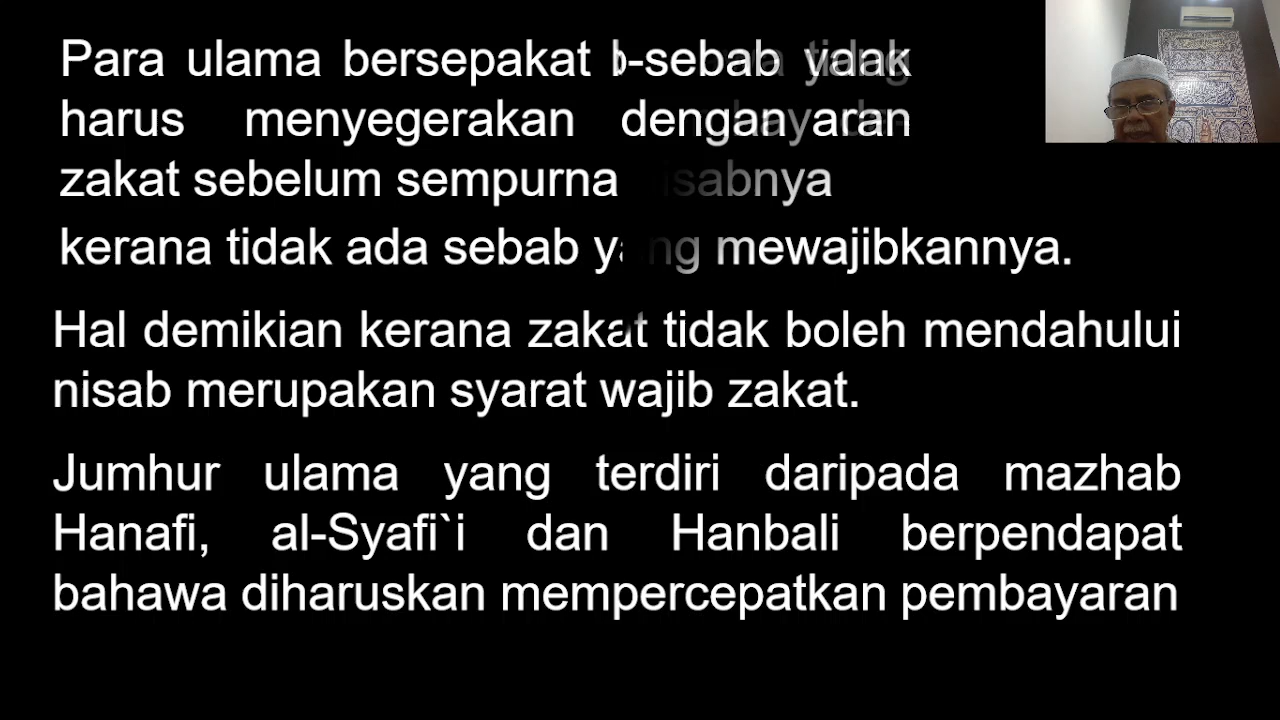 Para ulama bersepakat
harus menyegerakan
zakat sebelum sempurna
kerana tidak ada sebab yang mewajibkannya.
Hal demikian kerana zakat tidak boleh mendahului
nisab merupakan syarat wajib zakat.
Jumhur ulama yang terdiri daripada mazhab
Hanafi, al-Syafi`i dan Hanbali berpendapat
bahawa diharuskan mempercepatkan pembayaran